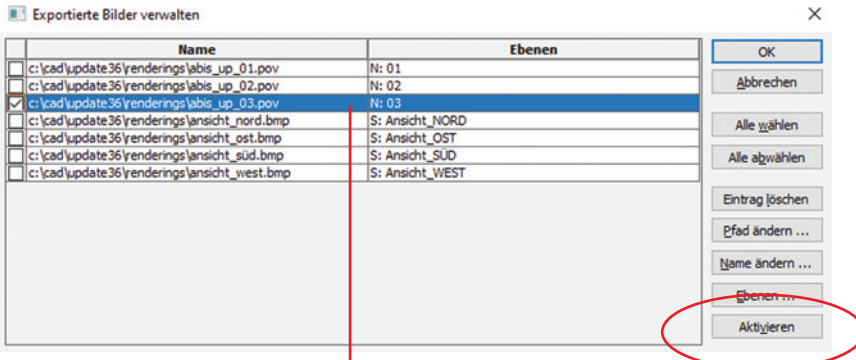 Exportierte Bilder verwalten
Name Ebenen
c:\cad\update36\renderings\abis_up_01.pov N: 01
c:\cad\update36\renderings\abis_up_02.pov N: 02
c:\cad\update36\renderings\abis_up_03.pov N: 03
c:\cad\update36\renderings\ansicht_nord.bmp S: Ansicht_NORD
c:\cad\update36\renderings\ansicht_ost.bmp S: Ansicht_OST
c:\cad\update36\renderings\ansicht_süd.bmp S: Ansicht_SÜD
c:\cad\update36\renderings\ansicht_west.bmp S: Ansicht_WEST
OK
Abbrechen
Alle wählen
Alle abwählen
Eintrag löschen
Pfad ändern ...
Name ändern ...
Ebenen ...
Aktivieren